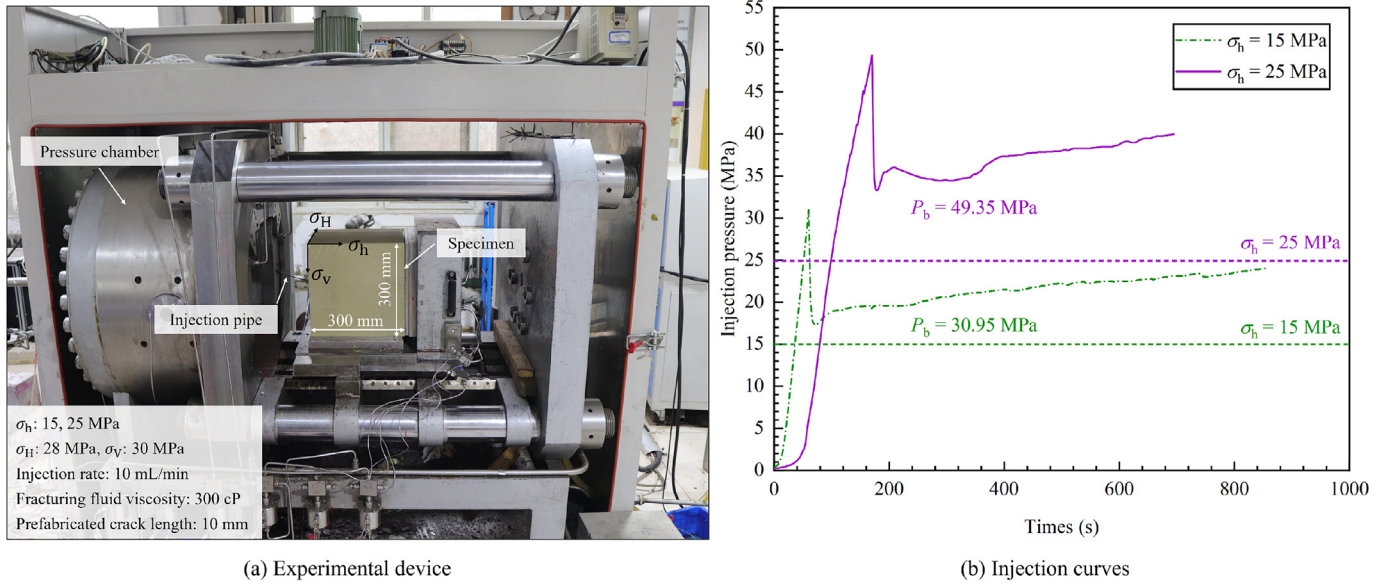 Pressure chamber
σH
σh
Specimen
σv
300 mm
Injection pipe
300 mm
σh: 15, 25 MPa
σH: 28 MPa, σV: 30 MPa
Injection rate: 10 mL/min
Fracturing fluid viscosity: 300 cP
Prefabricated crack length: 10 mm
(a) Experimental device
55
50
45
40
35
30
25
20
15
10
5
0
Injection pressure (MPa)
σh = 15 MPa
σh = 25 MPa
Pb = 49.35 MPa
σh = 25 MPa
Pb = 30.95 MPa
σh = 15 MPa
0 200 400 600 800 1000
Times (s)
(b) Injection curves